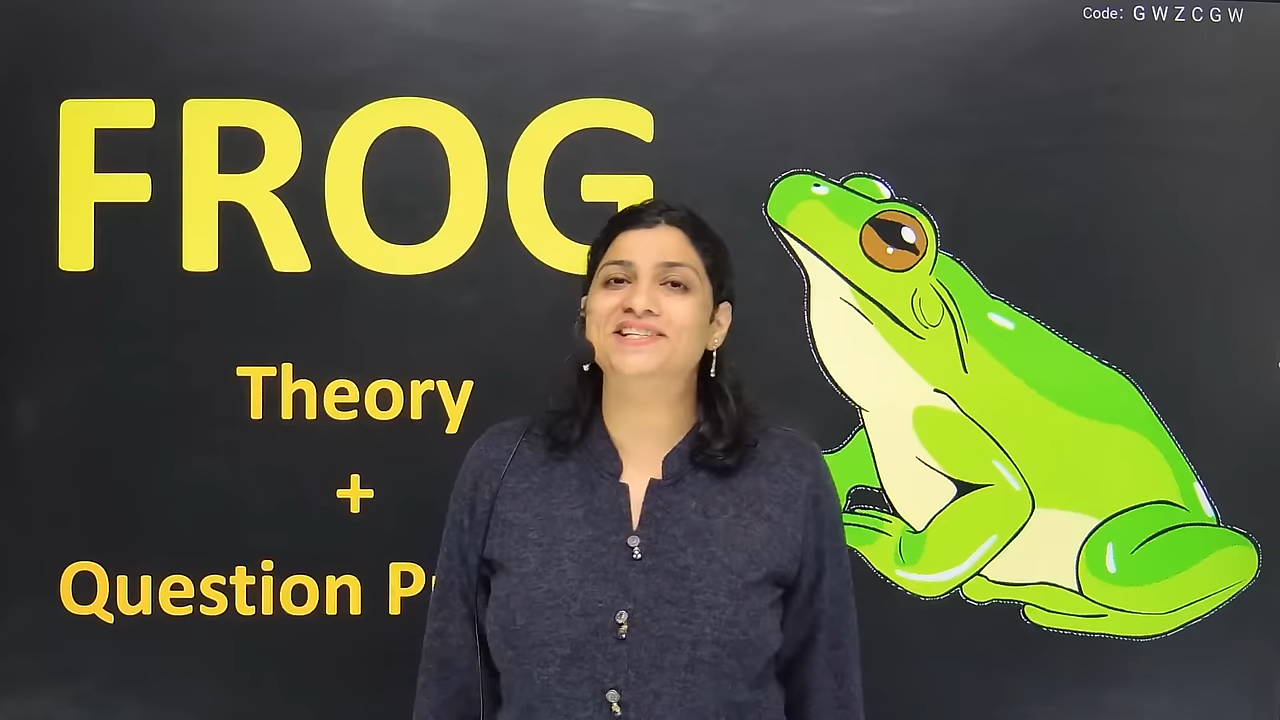 Code: G W Z C G W
FROG
Theory
+
Question